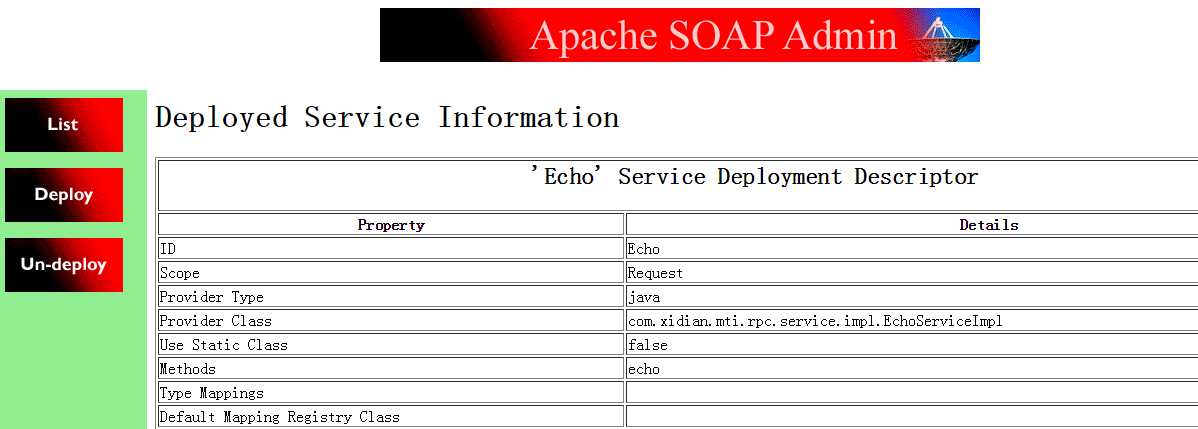 Apache SOAP Admin
List
Deploy
Un-deploy
Deployed Service Information
'Echo' Service Deployment Descriptor
Property Details
ID Echo
Scope Request
Provider Type java
Provider Class com.xidian.mti.rpc.service.impl.EchoServiceImpl
Use Static Class false
Methods echo
Type Mappings
Default Mapping Registry Class